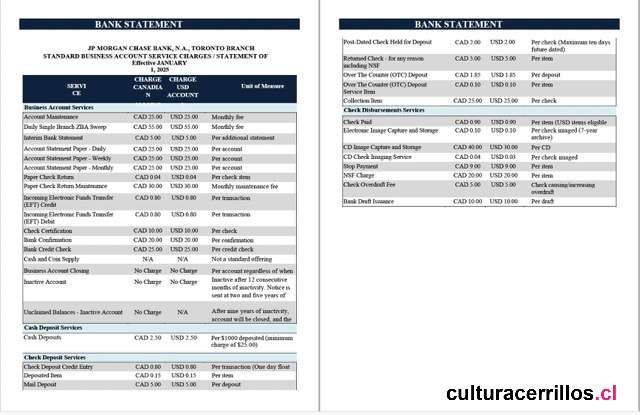 BANK STATEMENT
JP MORGAN CHASE BANK, N.A., TORONTO BRANCH
STANDARD BUSINESS ACCOUNT SERVICE CHARGES / STATEMENT OF
Effective JANUARY
1, 2025
SERVI
CE
CHARGE
CANADIA
N
CHARGE
USD
ACCOUNT
Unit of Measure
Business Account Services
Account Maintenance CAD 25.00 USD 25.00 Monthly fee
Daily Single Branch ZBA Sweep CAD 55.00 USD 55.00 Monthly fee
Interim Bank Statement CAD 5.00 USD 5.00 Per additional statement
Account Statement Paper - Daily CAD 25.00 USD 25.00 Per account
Account Statement Paper - Weekly CAD 25.00 USD 25.00 Per account
Account Statement Paper - Monthly CAD 25.00 USD 25.00 Per account
Paper Check Return CAD 0.04 USD 0.04 Per check item
Paper Check Return Maintenance CAD 30.00 USD 30.00 Monthly maintenance fee
Incoming Electronic Funds Transfer CAD 0.80 USD 0.80 Per transaction
(EFT) Credit
Incoming Electronic Funds Transfer CAD 0.80 USD 0.80 Per transaction
(EFT) Debit
Check Certification CAD 10.00 USD 10.00 Per check
Bank Confirmation CAD 20.00 USD 20.00 Per confirmation
Bank Credit Check CAD 25.00 USD 25.00 Per credit check
Cash and Coin Supply N/A N/A Not a standard offering
Business Account Closing No Charge No Charge Per account regardless of when
Inactive Account No Charge No Charge Inactive after 12 consecutive
months of inactivity. Notice is
sent at two and five years of
Unclaimed Balances - Inactive Account No Charge N/A After nine years of inactivity,
account will be closed, and the
Cash Deposit Services
Cash Deposits CAD 2.50 USD 2.50 Per $1000 deposited (minimum
charge of $25.00)
Check Deposit Services
Check Deposit Credit Entry CAD 0.80 USD 0.80 Per transaction (One day float
Deposited Item CAD 0.15 USD 0.15 Per item
Mail Deposit CAD 5.00 USD 5.00 Per deposit
BANK STATEMENT
Post-Dated Check Held for Deposit CAD 2.00 USD 2.00 Per check (Maximum ten days
future dated)
Returned Check - for any reason CAD 5.00 USD 5.00 Per item
including NSF
Over The Counter (OTC) Deposit CAD 1.85 USD 1.85 Per deposit
Over The Counter (OTC) Deposit CAD 0.10 USD 0.10 Per item
Service Item
Collection Item CAD 25.00 USD 25.00 Per check
Check Disbursements Services
Check Paid CAD 0.90 USD 0.90 Per item (USD items eligible
Electronic Image Capture and Storage CAD 0.10 USD 0.10 Per check imaged (7-year
archive)
CD Image Capture and Storage CAD 40.00 USD 30.00 Per CD
CD Check Imaging Service CAD 0.04 USD 0.03 Per check imaged
Stop Payment CAD 9.00 USD 9.00 Per item
NSF Charge CAD 20.00 USD 20.00 Per item
Check Overdraft Fee CAD 5.00 USD 5.00 Check causing/increasing
overdraft
Bank Draft Issuance CAD 10.00 USD 10.00 Per draft
culturacerrillos.cl